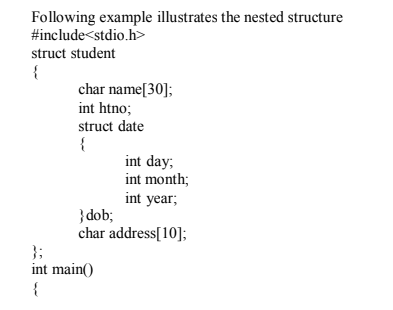 Following example illustrates the nested structure
#include<stdio.h>
struct student
{
char name[30];
int htno;
struct date
{
int day;
int month;
int year;
}dob;
char address[10];
};
int main()
{